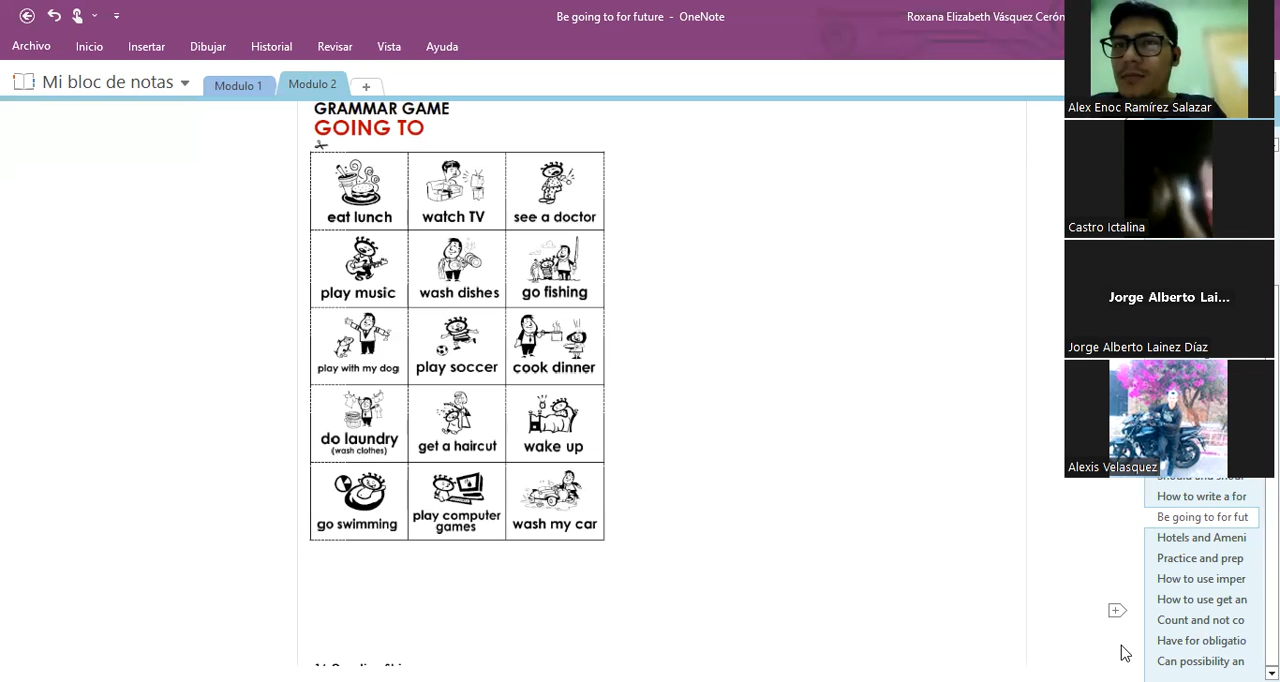 Be going to for future - OneNote
Roxana Elizabeth Vásquez Cerón
Archivo
Inicio
Insertar
Dibujar
Historial
Revisar
Vista
Ayuda
Mi bloc de notas
Modulo 1
Modulo 2
GRAMMAR GAME
GOING TO
eat lunch
watch TV
see a doctor
play music
wash dishes
go fishing
play with my dog
play soccer
cook dinner
do laundry
(wash clothes)
get a haircut
wake up
go swimming
play computer
games
wash my car
Alex Enoc Ramírez Salazar
Castro Ictalina
Jorge Alberto Lai...
Jorge Alberto Lainez Díaz
Alexis Velasquez
How to write a for
Be going to for fut
Hotels and Ameni
Practice and prep
How to use imper
How to use get an
Count and not co
Have for obligatio
Can possibility an